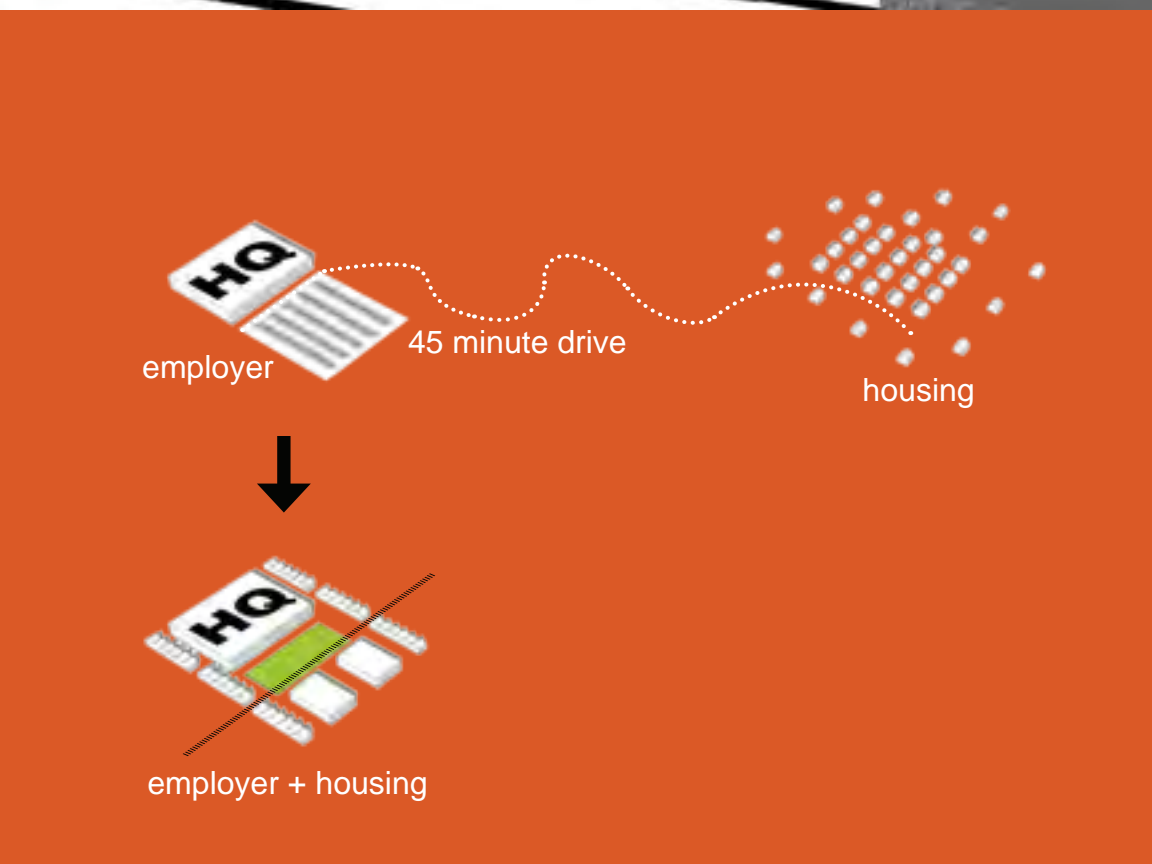 HQ
employer
45 minute drive
housing
HQ
employer + housing